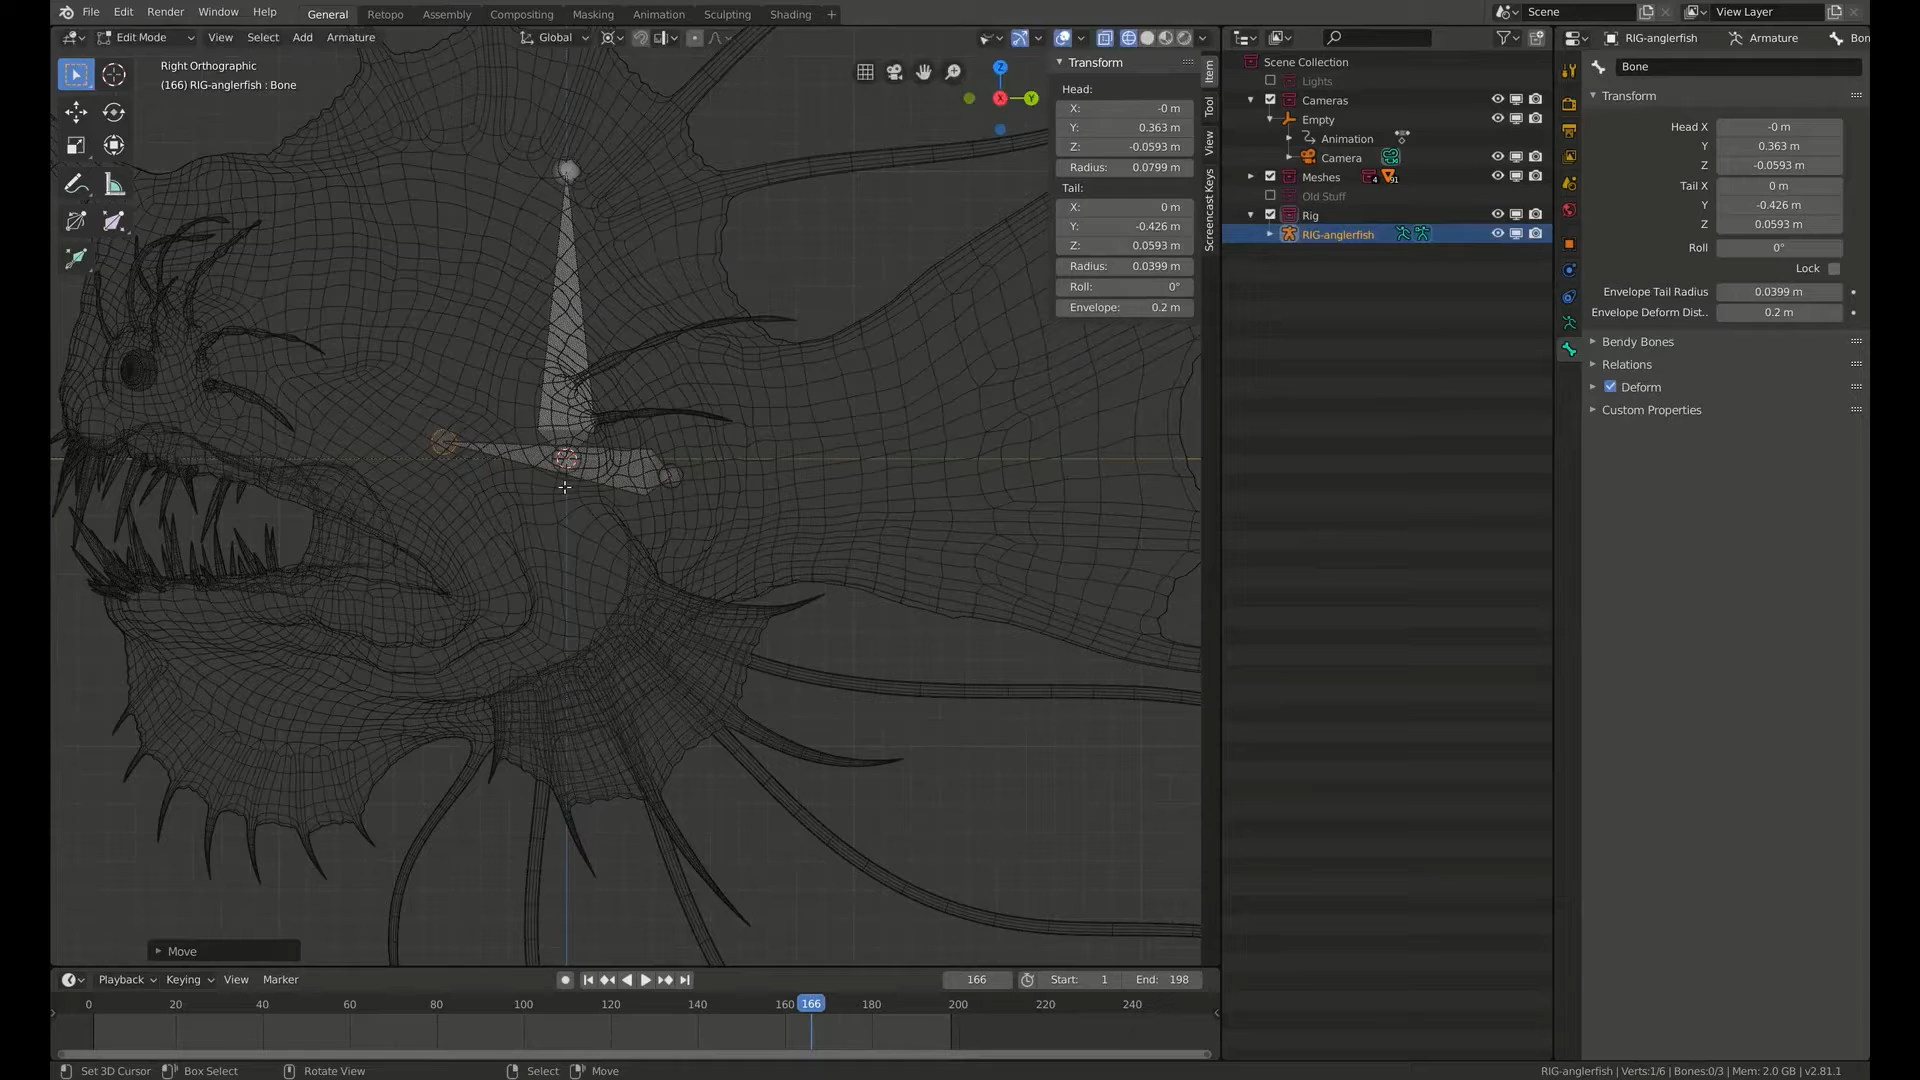 File Edit Render Window Help General Retopo Assembly Compositing Masking Animation Sculpting Shading + Scene View Layer
Edit Mode View Select Add Armature Global RIG-anglerfish Armature Bon
Right Orthographic
(166) RIG-anglerfish : Bone
Transform
Head:
X: -0 m
Y: 0.363 m
Z: -0.0593 m
Radius: 0.0799 m
Tail:
X: 0 m
Y: -0.426 m
Z: 0.0593 m
Radius: 0.0399 m
Roll: 0°
Envelope: 0.2 m
Item
Tool
View
Screencast Keys
Z
X
Y
Scene Collection
Lights
Cameras
Empty
Animation
Camera
Meshes 4 91
Old Stuff
Rig
RIG-anglerfish
Bone
Transform
Head X -0 m
Y 0.363 m
Z -0.0593 m
Tail X 0 m
Y -0.426 m
Z 0.0593 m
Roll 0°
Lock
Envelope Tail Radius 0.0399 m
Envelope Deform Dist.. 0.2 m
Bendy Bones
Relations
Deform
Custom Properties
Move
Playback Keying View Marker 166 Start: 1 End: 198
0 20 40 60 80 100 120 140 160 166 180 200 220 240
Set 3D Cursor Box Select Rotate View Select Move RIG-anglerfish | Verts:1/6 | Bones:0/3 | Mem: 2.0 GB | v2.81.1